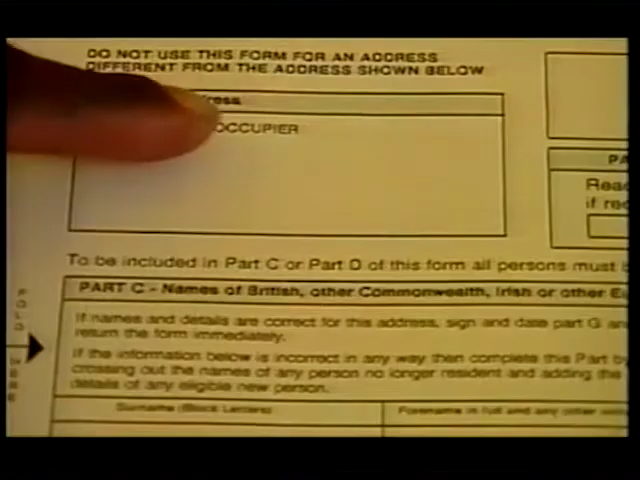 DO NOT USE THIS FORM FOR AN ADDRESS
DIFFERENT FROM THE ADDRESS SHOWN BELOW
OCCUPIER
PA
Read
if rec
To be included in Part C or Part D of this form all persons must b
PART C - Names of British, other Commonwealth, Irish or other E
If names and details are correct for this address, sign and date part G and
return the form immediately.
If the information below is incorrect in any way then complete this Part by
crossing out the names of any person no longer resident and adding the
details of any eligible new person.
FOLD HERE
Surname (Block Letters)
Forename in full and any other